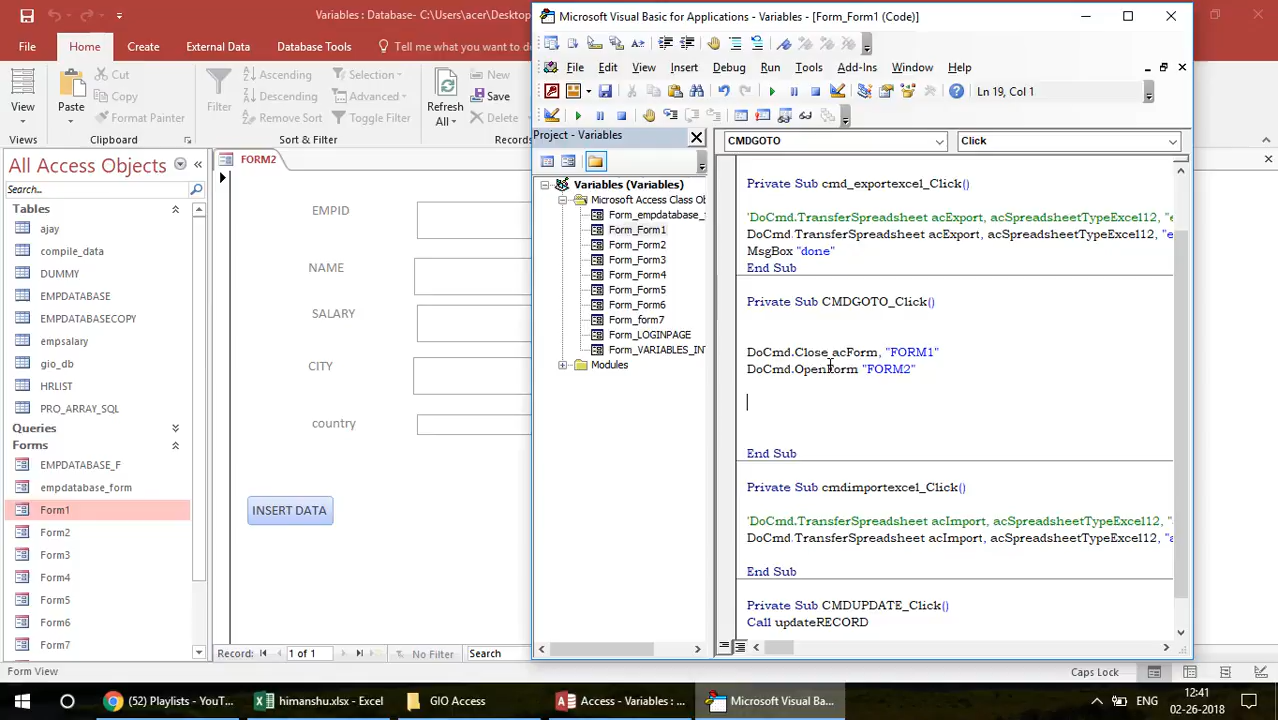 Variables : Database- C:\Users\acer\Desktop
File
Home
Create
External Data
Database Tools
Tell me what you want
View
Views
Paste
Cut
Copy
Format Painter
Clipboard
Filter
Ascending
Descending
Remove Sort
Selection
Advanced
Toggle Filter
Sort & Filter
Refresh
All
New
Save
Delete
Records
All Access Objects
Search...
Tables
ajay
compile_data
DUMMY
EMPDATABASE
EMPDATABASECOPY
empsalary
gio_db
HRLIST
PRO_ARRAY_SQL
Queries
Forms
EMPDATABASE_F
empdatabase_form
Form1
Form2
Form3
Form4
Form5
Form6
Form7
FORM2
EMPID
NAME
SALARY
CITY
country
INSERT DATA
Record:
1 of 1
No Filter
Search
Form View
Caps Lock
Microsoft Visual Basic for Applications - Variables - [Form_Form1 (Code)]
File Edit View Insert Format Debug Run Tools Add-Ins Window Help
Ln 19, Col 1
Project - Variables
Variables (Variables)
Microsoft Access Class Ob
Form_empdatabase_f
Form_Form1
Form_Form2
Form_Form3
Form_Form4
Form_Form5
Form_Form6
Form_form7
Form_LOGINPAGE
Form_VARIABLES_IN
Modules
CMDGOTO
Click
Private Sub cmd_exportexcel_Click()
'DoCmd.TransferSpreadsheet acExport, acSpreadsheetTypeExcel12, "e
DoCmd.TransferSpreadsheet acExport, acSpreadsheetTypeExcel12, "e
MsgBox "done"
End Sub
Private Sub CMDGOTO_Click()
DoCmd.Close acForm, "FORM1"
DoCmd.OpenForm "FORM2"
End Sub
Private Sub cmdimportexcel_Click()
'DoCmd.TransferSpreadsheet acImport, acSpreadsheetTypeExcel12, "
DoCmd.TransferSpreadsheet acImport, acSpreadsheetTypeExcel12, "a
End Sub
Private Sub CMDUPDATE_Click()
Call updateRECORD
(52) Playlists - YouT...
himanshu.xlsx - Excel
GIO Access
Access - Variables : ...
Microsoft Visual Bas...
ENG
12:41
02-26-2018